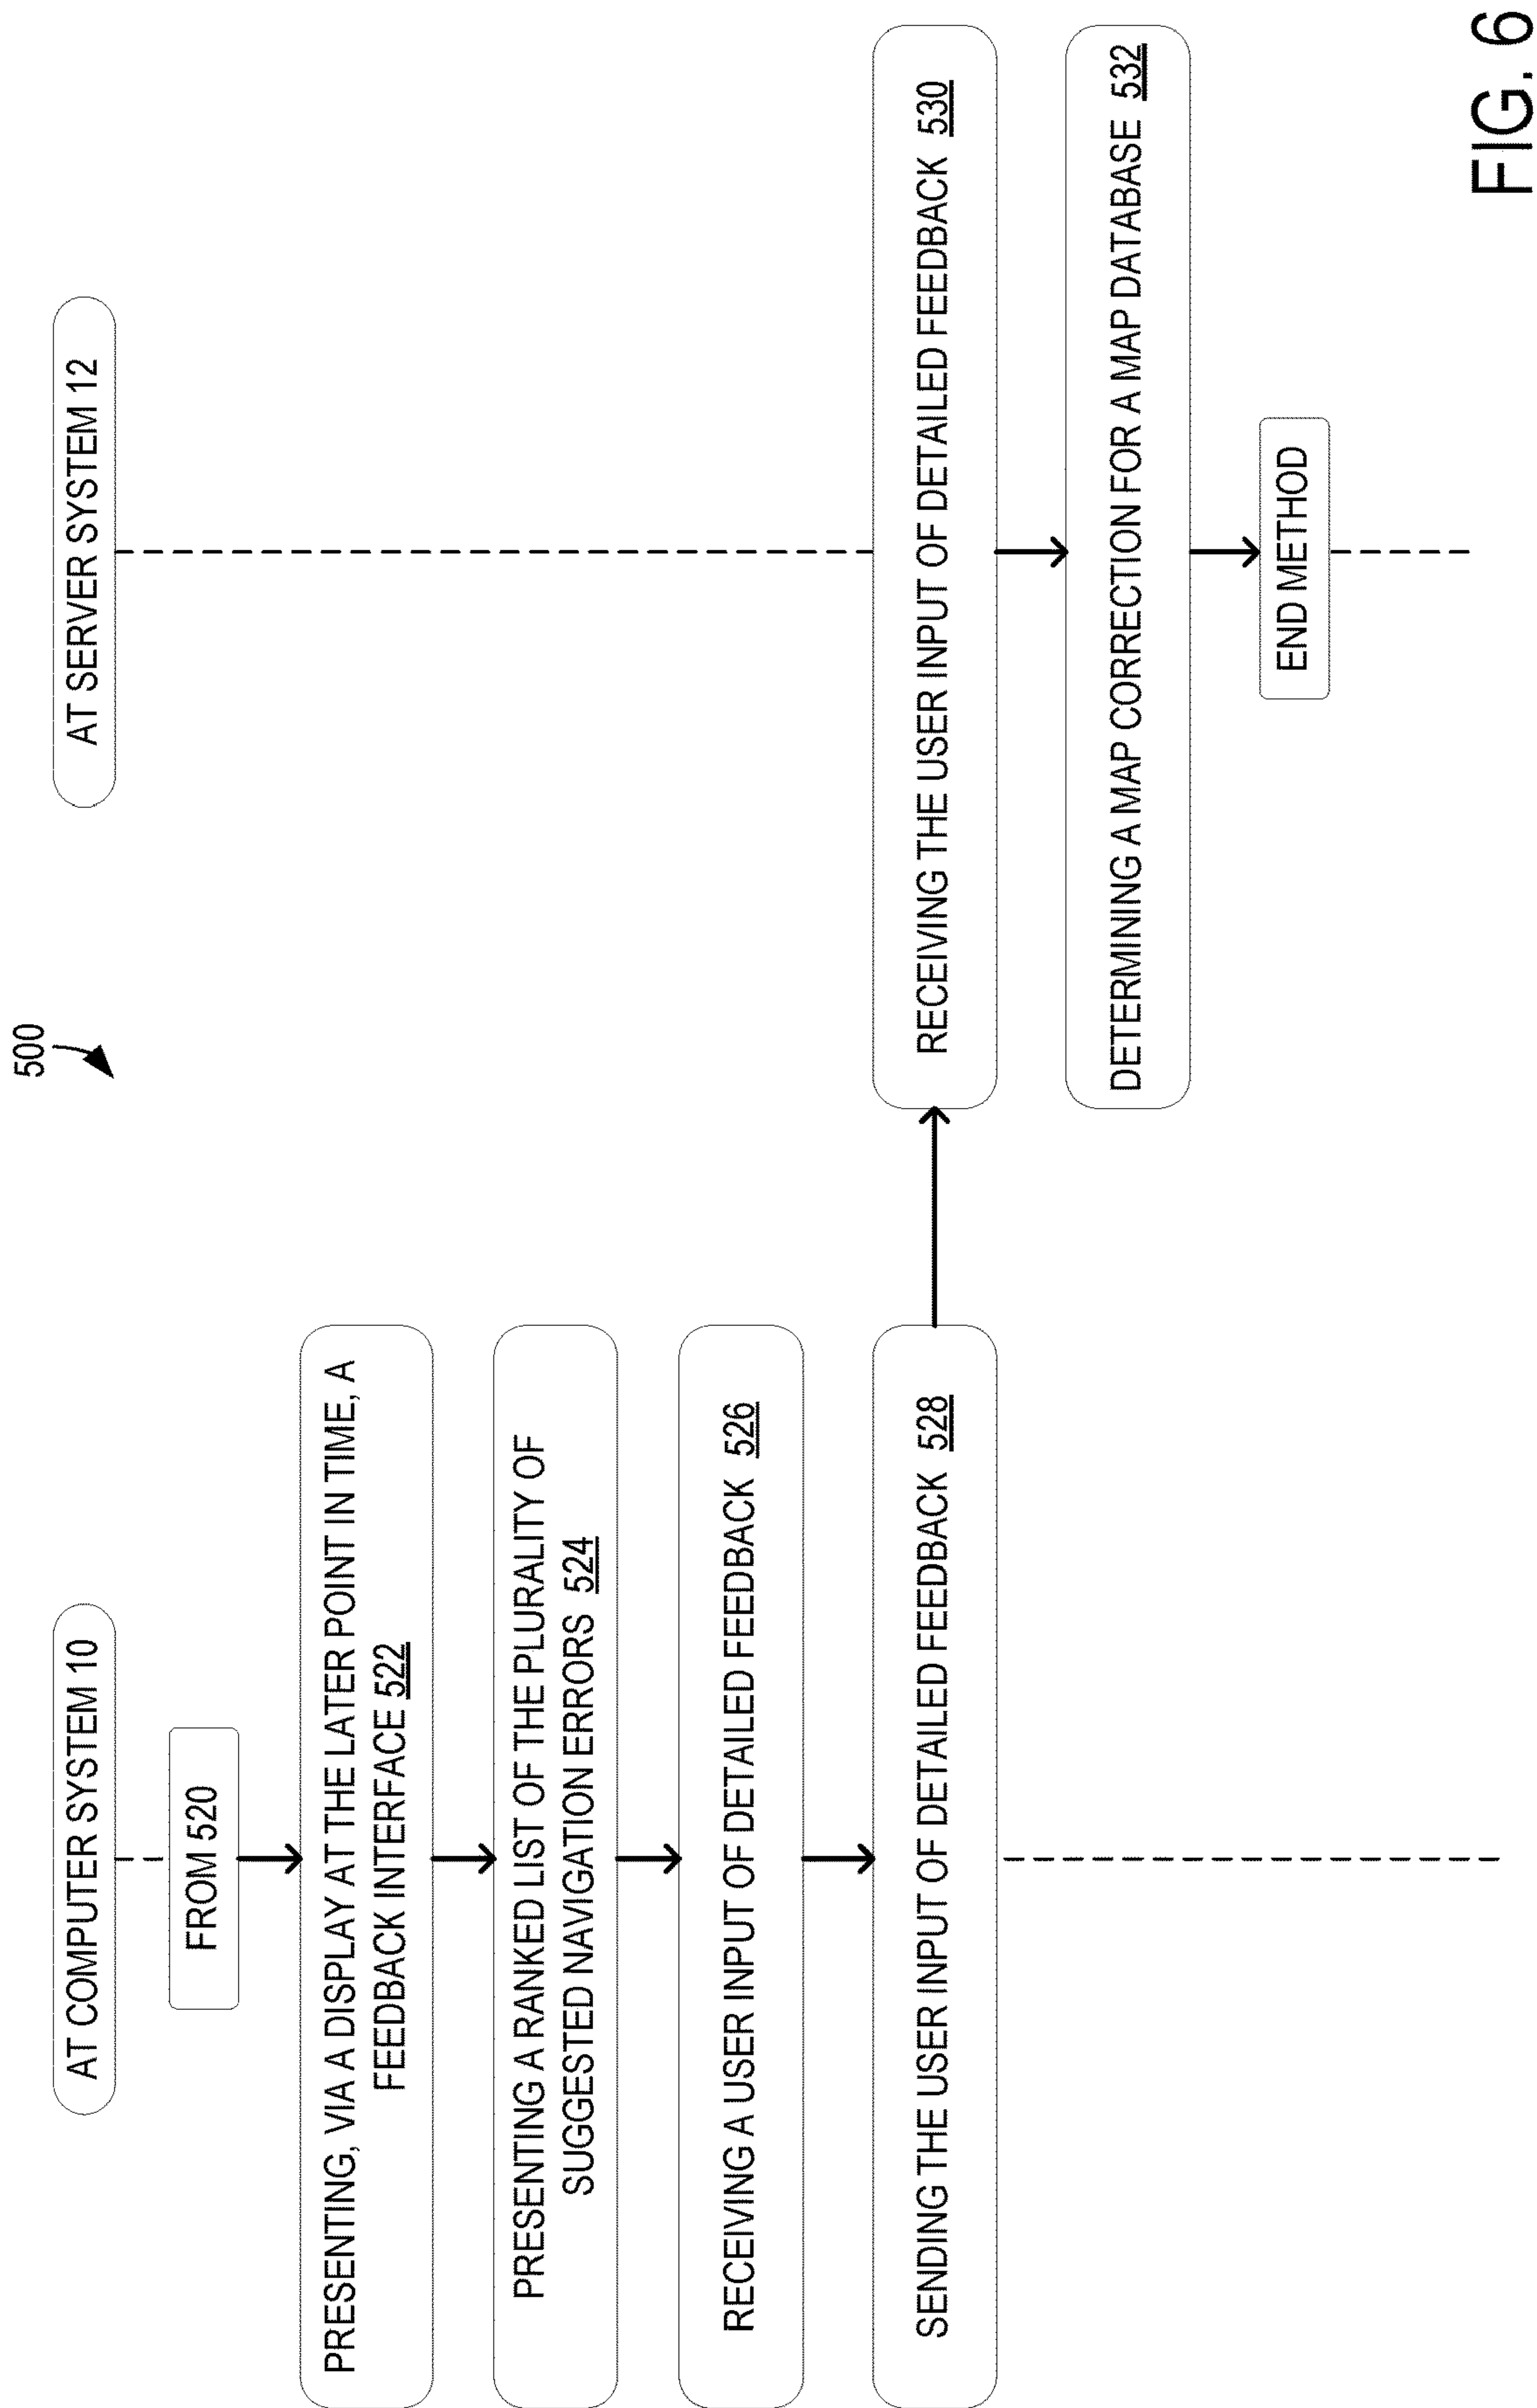 500
AT COMPUTER SYSTEM 10
AT SERVER SYSTEM 12
FROM 520
PRESENTING, VIA A DISPLAY AT THE LATER POINT IN TIME, A
FEEDBACK INTERFACE 522
PRESENTING A RANKED LIST OF THE PLURALITY OF
SUGGESTED NAVIGATION ERRORS 524
RECEIVING A USER INPUT OF DETAILED FEEDBACK 526
SENDING THE USER INPUT OF DETAILED FEEDBACK 528
RECEIVING THE USER INPUT OF DETAILED FEEDBACK 530
DETERMINING A MAP CORRECTION FOR A MAP DATABASE 532
END METHOD
FIG. 6